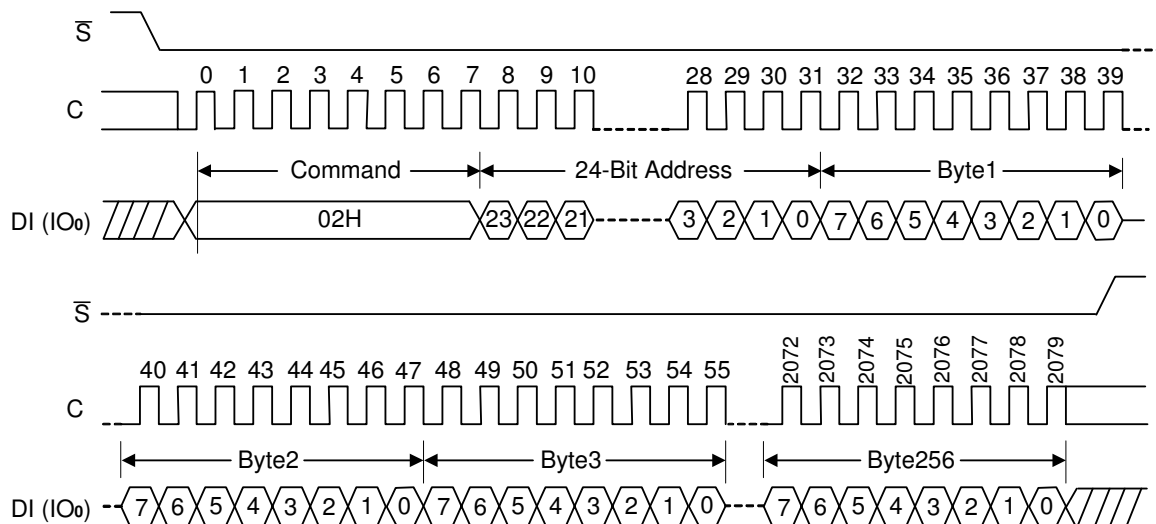 S
0 1 2 3 4 5 6 7 8 9 10 28 29 30 31 32 33 34 35 36 37 38 39
C
Command 24-Bit Address Byte1
DI (IO0) 02H 23 22 21 3 2 1 0 7 6 5 4 3 2 1 0
S
40 41 42 43 44 45 46 47 48 49 50 51 52 53 54 55 2072 2073 2074 2075 2076 2077 2078 2079
C
Byte2 Byte3 Byte256
DI (IO0) 7 6 5 4 3 2 1 0 7 6 5 4 3 2 1 0 7 6 5 4 3 2 1 0